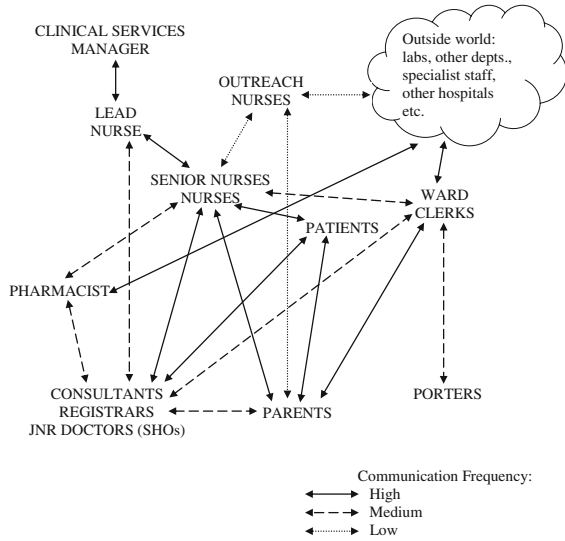 CLINICAL SERVICES
MANAGER
Outside world:
labs, other depts.,
specialist staff,
other hospitals
etc.
OUTREACH
NURSES
LEAD
NURSE
SENIOR NURSES
NURSES
WARD
CLERKS
PATIENTS
PHARMACIST
CONSULTANTS
REGISTRARS
JNR DOCTORS (SHOs)
PARENTS
PORTERS
Communication Frequency:
High
Medium
Low